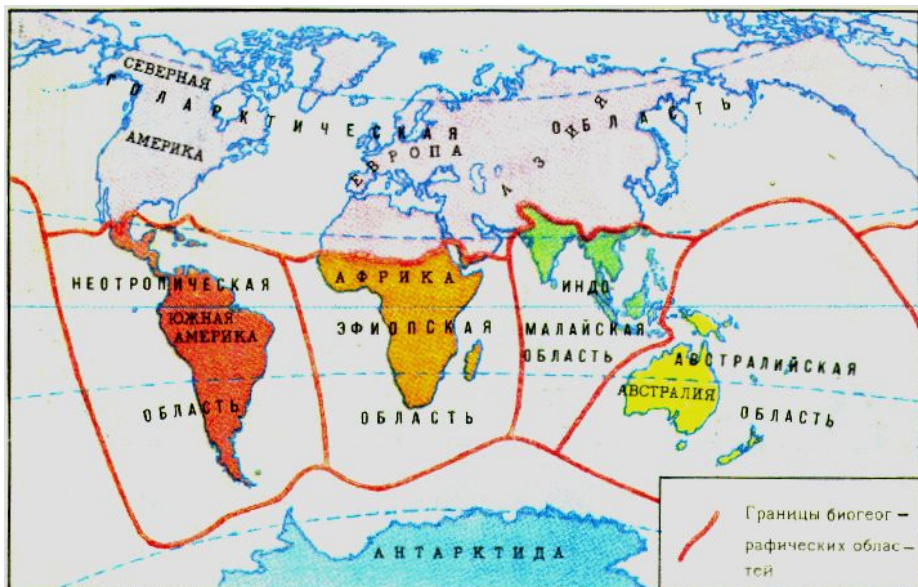 СЕВЕРНАЯ
ГОЛАРКТИЧЕСКАЯ ОБЛАСТЬ
АМЕРИКА
ЕВРОПА
АЗИЯ
НЕОТРОПИЧЕСКАЯ
АФРИКА
ИНДО
ЮЖНАЯ
АМЕРИКА
ЭФИОПСКАЯ
МАЛАЙСКАЯ
ОБЛАСТЬ
АВСТРАЛИЙСКАЯ
АВСТРАЛИЯ
ОБЛАСТЬ
ОБЛАСТЬ
ОБЛАСТЬ
АНТАРКТИДА
Границы биогеог –
рафических облас –
тей